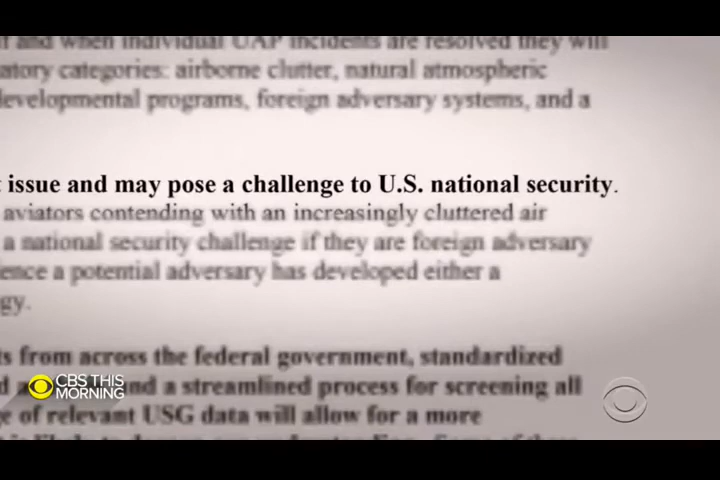 and when individual UAP incidents are resolved they will
atory categories: airborne clutter, natural atmospheric
developmental programs, foreign adversary systems, and a
issue and may pose a challenge to U.S. national security.
aviators contending with an increasingly cluttered air
a national security challenge if they are foreign adversary
ience a potential adversary has developed either a
gy.
ts from across the federal government, standardized
and a streamlined process for screening all
e of relevant USG data will allow for a more
CBS THIS
MORNING